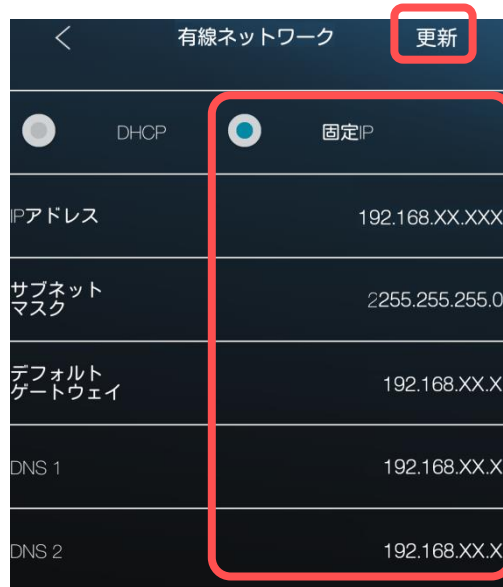 有線ネットワーク 更新
DHCP 固定IP
IPアドレス 192.168.XX.XXX
サブネット
マスク 2255.255.255.0
デフォルト
ゲートウェイ 192.168.XX.X
DNS 1 192.168.XX.X
DNS 2 192.168.XX.X